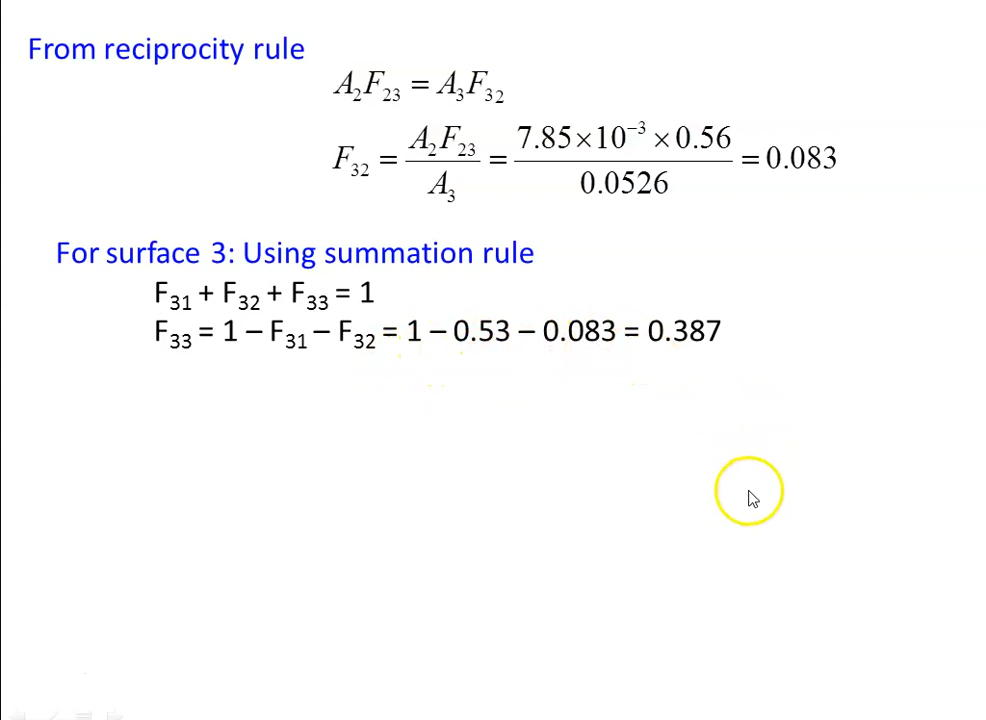 From reciprocity rule
A₂F₂₃ = A₃F₃₂
F₃₂ = A₂F₂₃ / A₃ = 7.85×10⁻³ × 0.56 / 0.0526 = 0.083
For surface 3: Using summation rule
F₃₁ + F₃₂ + F₃₃ = 1
F₃₃ = 1 – F₃₁ – F₃₂ = 1 – 0.53 – 0.083 = 0.387